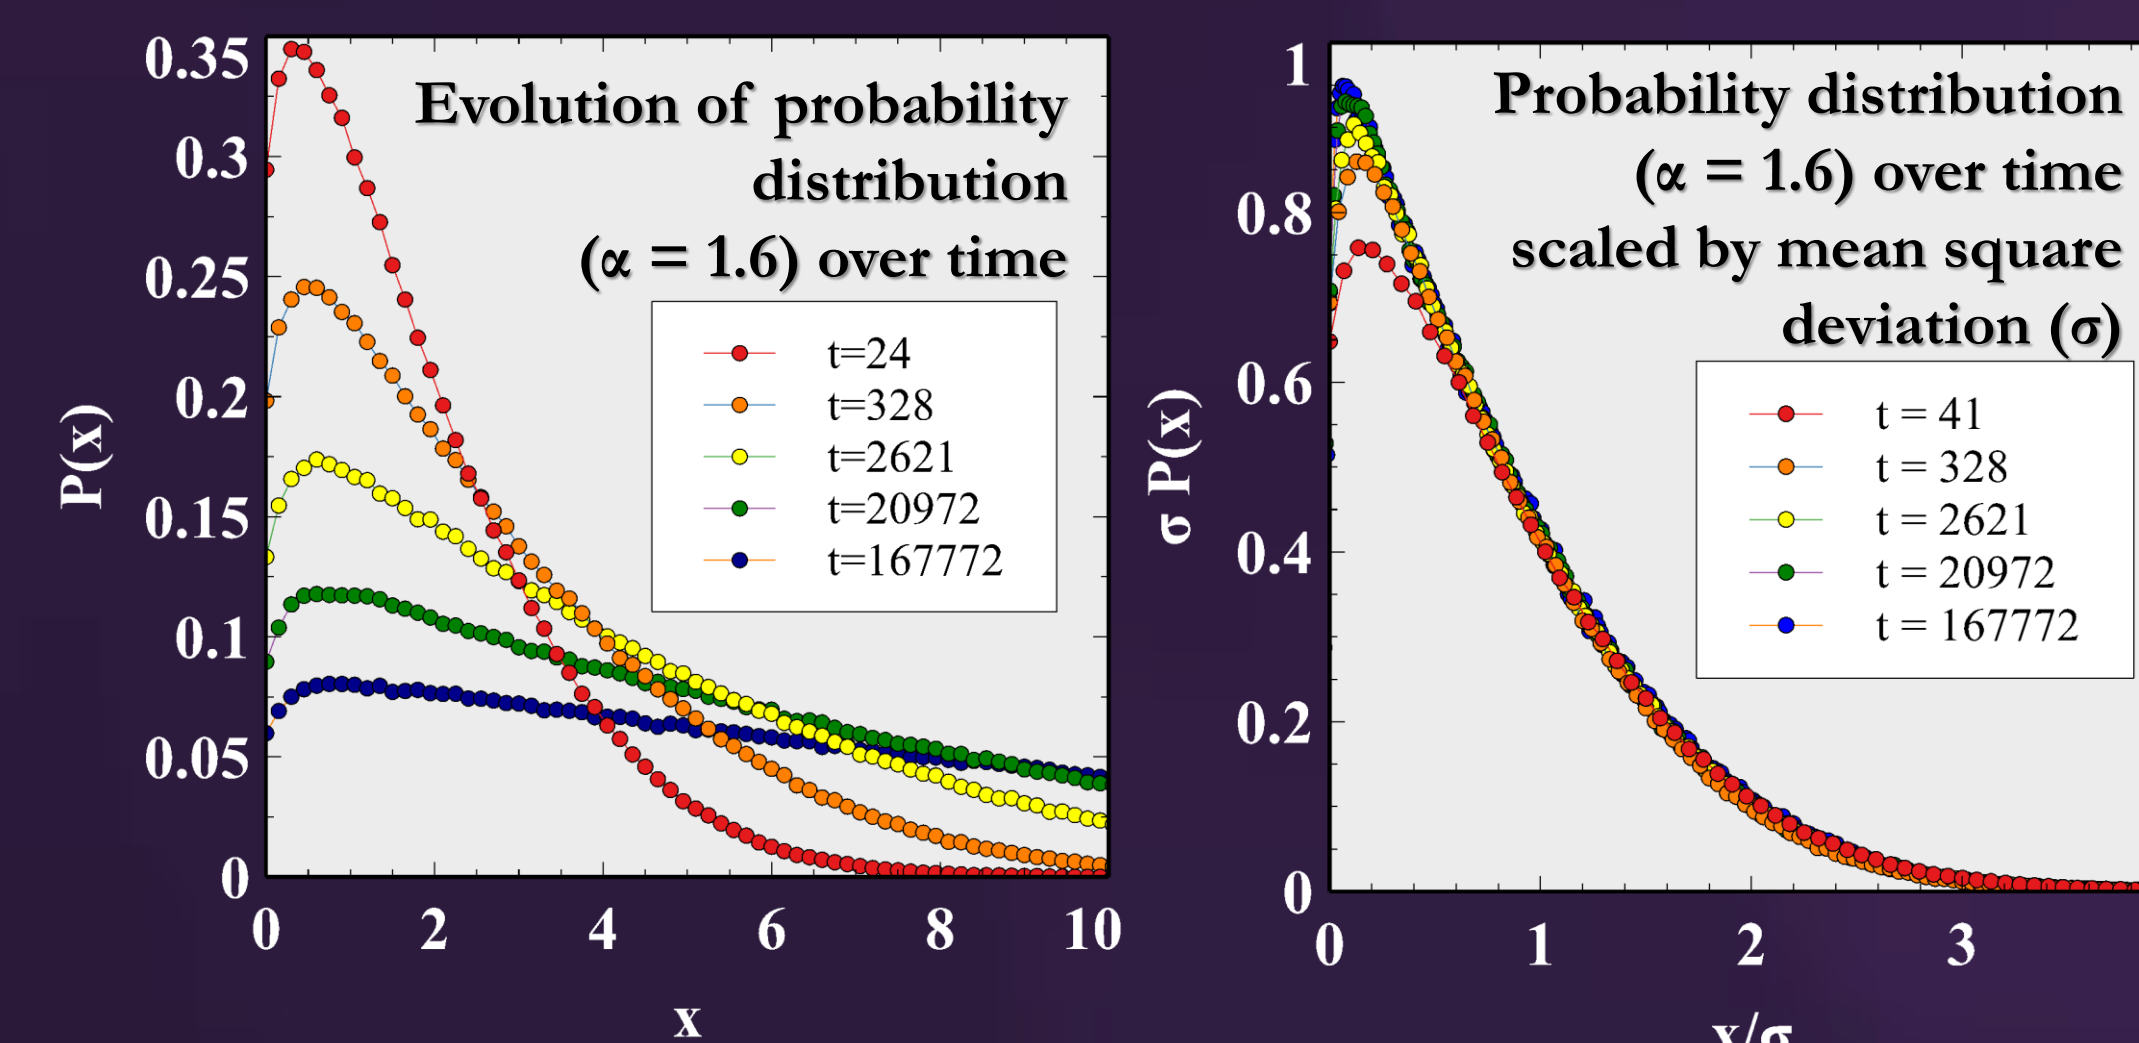 Evolution of probability
distribution
(α = 1.6) over time
t=24
t=328
t=2621
t=20972
t=167772
P(x)
0.35
0.3
0.25
0.2
0.15
0.1
0.05
0
0 2 4 6 8 10
x
Probability distribution
(α = 1.6) over time
scaled by mean square
deviation (σ)
t = 41
t = 328
t = 2621
t = 20972
t = 167772
σ P(x)
1
0.8
0.6
0.4
0.2
0
0 1 2 3
x/σ